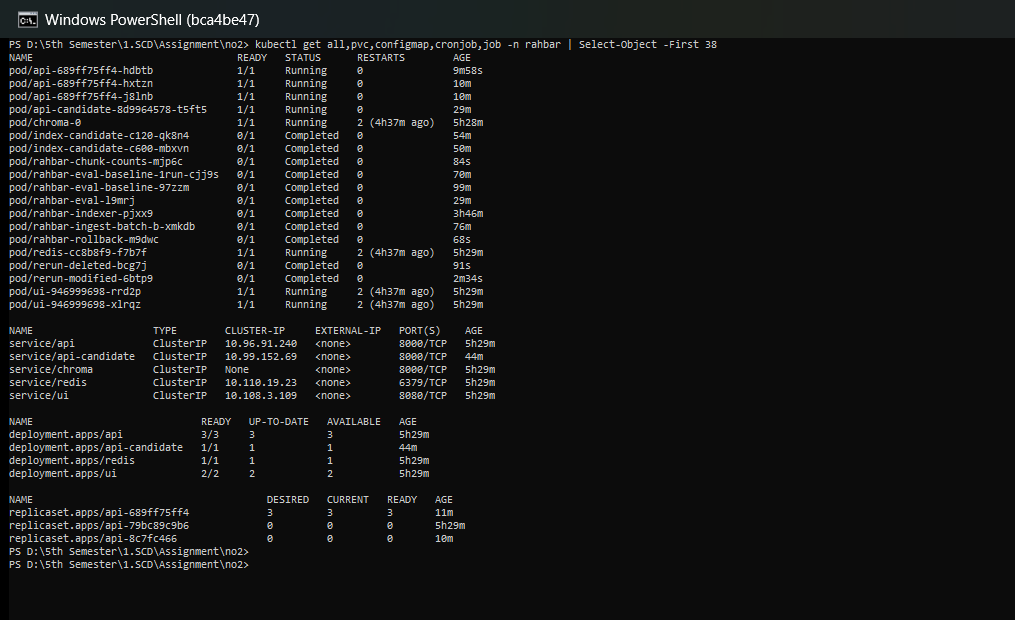 Windows PowerShell (bca4be47)
PS D:\5th Semester\1.SCD\Assignment\no2> kubectl get all,pvc,configmap,cronjob,job -n rahbar | Select-Object -First 38
NAME READY STATUS RESTARTS AGE
pod/api-689ff75ff4-hdbtb 1/1 Running 0 9m58s
pod/api-689ff75ff4-hxtzn 1/1 Running 0 10m
pod/api-689ff75ff4-j8lnb 1/1 Running 0 10m
pod/api-candidate-8d9964578-t5ft5 1/1 Running 0 29m
pod/chroma-0 1/1 Running 2 (4h37m ago) 5h28m
pod/index-candidate-c120-qk8n4 0/1 Completed 0 54m
pod/index-candidate-c600-mbxvn 0/1 Completed 0 50m
pod/rahbar-chunk-counts-mjp6c 0/1 Completed 0 84s
pod/rahbar-eval-baseline-1run-cjj9s 0/1 Completed 0 70m
pod/rahbar-eval-baseline-97zzm 0/1 Completed 0 99m
pod/rahbar-eval-l9mrj 0/1 Completed 0 29m
pod/rahbar-indexer-pjxx9 0/1 Completed 0 3h46m
pod/rahbar-ingest-batch-b-xmkdb 0/1 Completed 0 76m
pod/rahbar-rollback-m9dwc 0/1 Completed 0 68s
pod/redis-cc8b8f9-f7b7f 1/1 Running 2 (4h37m ago) 5h29m
pod/rerun-deleted-bcg7j 0/1 Completed 0 91s
pod/rerun-modified-6btp9 0/1 Completed 0 2m34s
pod/ui-946999698-rrd2p 1/1 Running 2 (4h37m ago) 5h29m
pod/ui-946999698-xlrqz 1/1 Running 2 (4h37m ago) 5h29m
NAME TYPE CLUSTER-IP EXTERNAL-IP PORT(S) AGE
service/api ClusterIP 10.96.91.240 <none> 8000/TCP 5h29m
service/api-candidate ClusterIP 10.99.152.69 <none> 8000/TCP 44m
service/chroma ClusterIP None <none> 8000/TCP 5h29m
service/redis ClusterIP 10.110.19.23 <none> 6379/TCP 5h29m
service/ui ClusterIP 10.108.3.109 <none> 8080/TCP 5h29m
NAME READY UP-TO-DATE AVAILABLE AGE
deployment.apps/api 3/3 3 3 5h29m
deployment.apps/api-candidate 1/1 1 1 44m
deployment.apps/redis 1/1 1 1 5h29m
deployment.apps/ui 2/2 2 2 5h29m
NAME DESIRED CURRENT READY AGE
replicaset.apps/api-689ff75ff4 3 3 3 11m
replicaset.apps/api-79bc89c9b6 0 0 0 5h29m
replicaset.apps/api-8c7fc466 0 0 0 10m
PS D:\5th Semester\1.SCD\Assignment\no2>
PS D:\5th Semester\1.SCD\Assignment\no2>